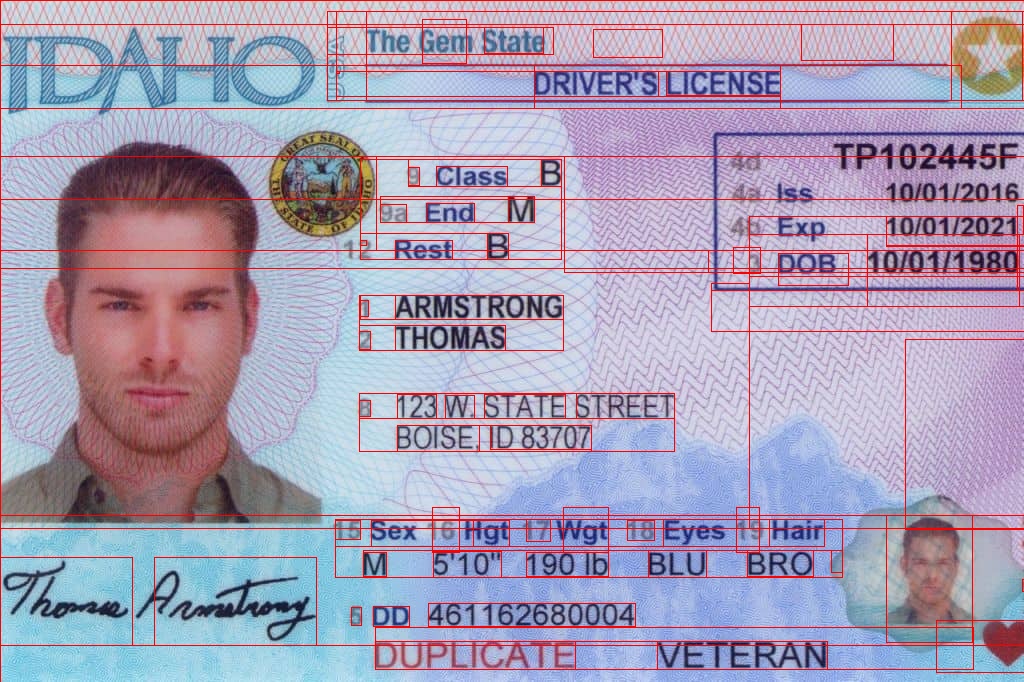 IDAHO
USA
The Gem State
DRIVER'S LICENSE
GREAT SEAL OF THE STATE OF IDAHO
4d TP102445F
9 Class B
4a Iss 10/01/2016
9a End M
4b Exp 10/01/2021
12 Rest B
3 DOB 10/01/1980
1 ARMSTRONG
2 THOMAS
8 123 W. STATE STREET
BOISE, ID 83707
15 Sex 16 Hgt 17 Wgt 18 Eyes 19 Hair
M 5'10" 190 lb BLU BRO
Thomas Armstrong
5 DD 461162680004
DUPLICATE VETERAN